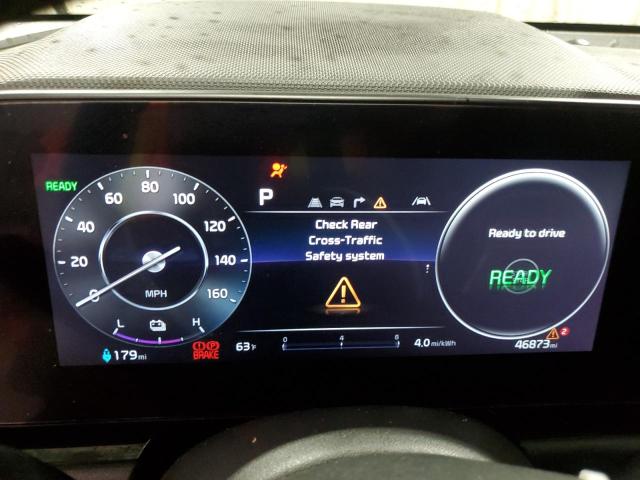 READY
0
20
40
60
80
100
120
140
160
MPH
L
H
179mi
BRAKE
P
Check Rear
Cross-Traffic
Safety system
63°F
0
4
8
4.0 mi/kWh
Ready to drive
READY
2
46873mi